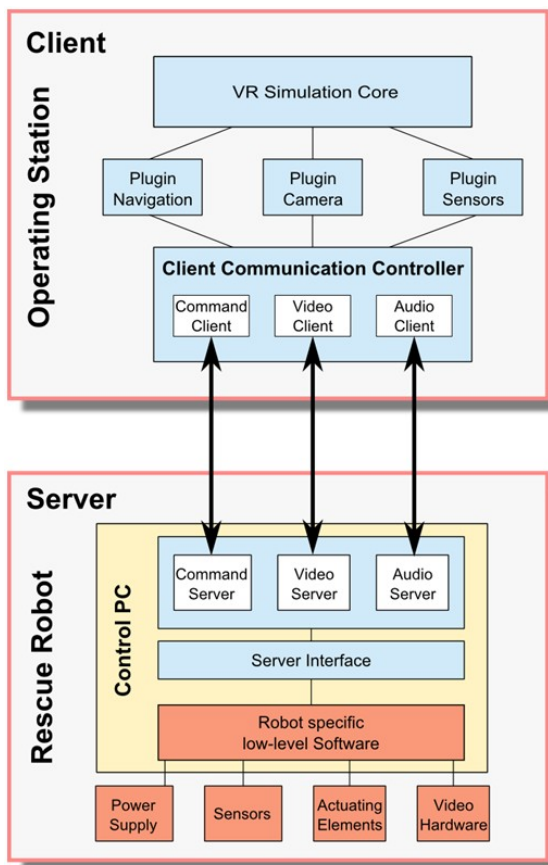 Client
Operating Station
VR Simulation Core
Plugin
Navigation
Plugin
Camera
Plugin
Sensors
Client Communication Controller
Command
Client
Video
Client
Audio
Client
Server
Rescue Robot
Control PC
Command
Server
Video
Server
Audio
Server
Server Interface
Robot specific
low-level Software
Power
Supply
Sensors
Actuating
Elements
Video
Hardware